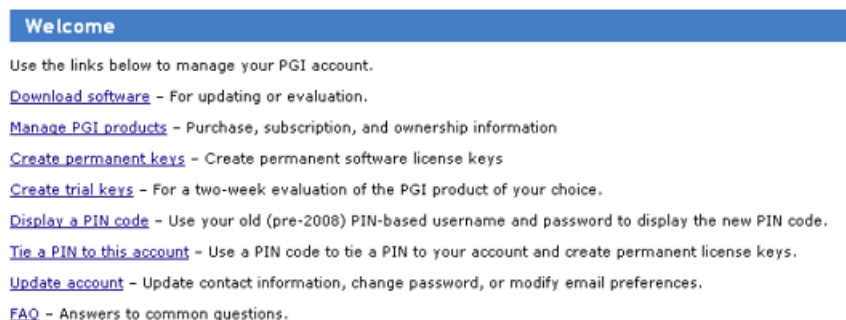 Welcome
Use the links below to manage your PGI account.
Download software – For updating or evaluation.
Manage PGI products – Purchase, subscription, and ownership information
Create permanent keys – Create permanent software license keys
Create trial keys – For a two-week evaluation of the PGI product of your choice.
Display a PIN code – Use your old (pre-2008) PIN-based username and password to display the new PIN code.
Tie a PIN to this account – Use a PIN code to tie a PIN to your account and create permanent license keys.
Update account – Update contact information, change password, or modify email preferences.
FAQ – Answers to common questions.